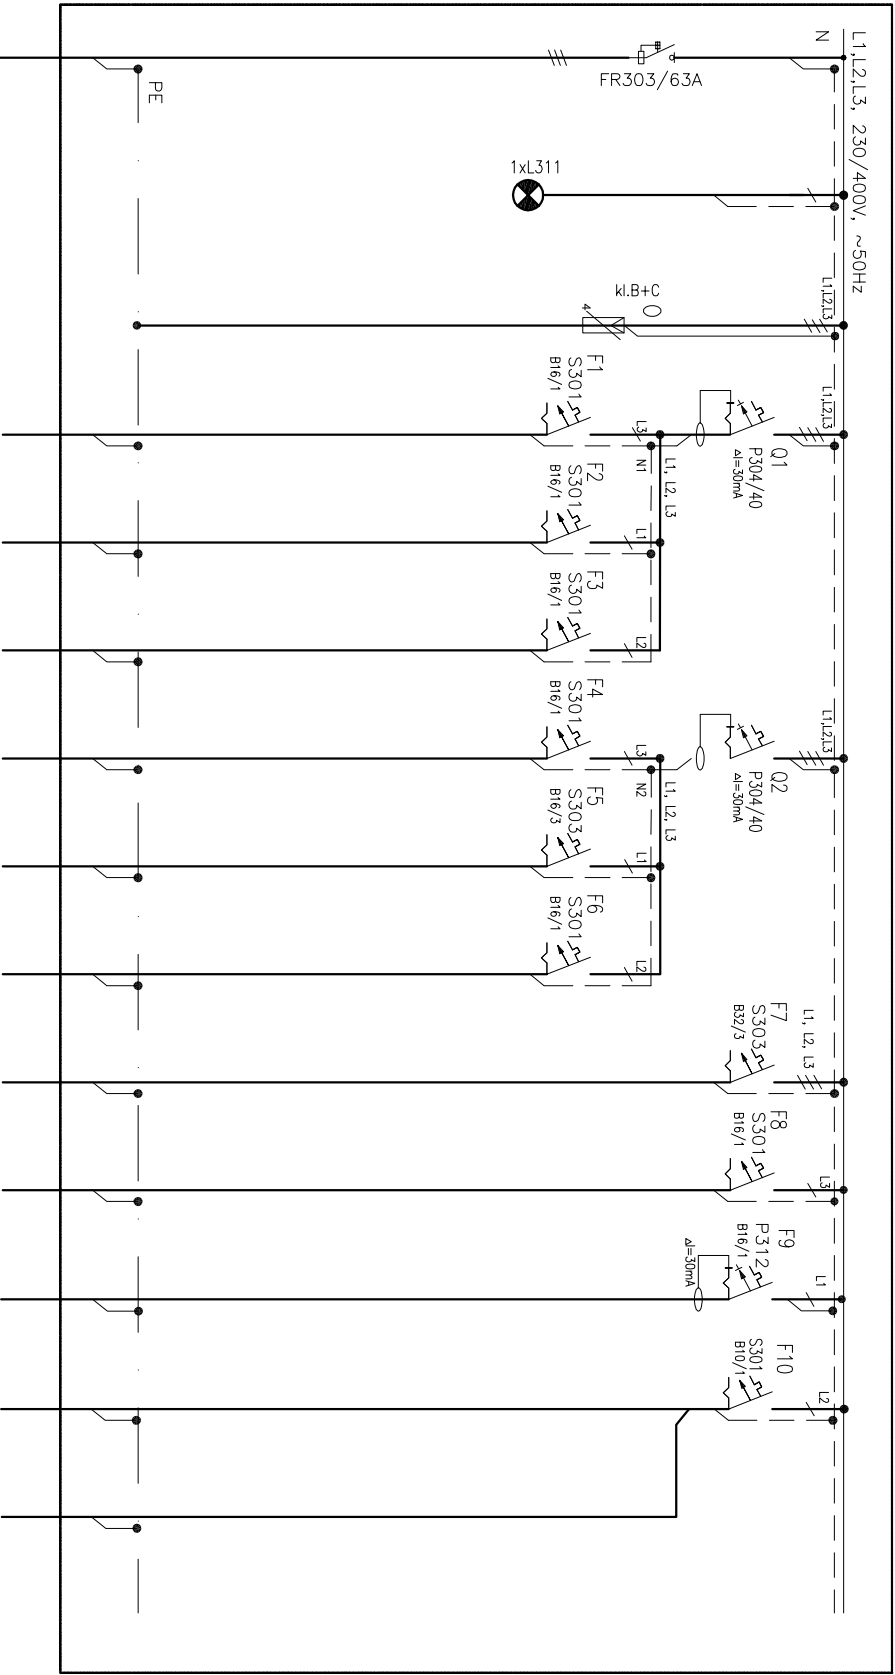 L1,L2,L3, 230/400V, ~50Hz
N
FR303/63A
PE
1xL311
kl.B+C
4
L1,L2,L3
L1,L2,L3
Q1
P304/40
ΔI=30mA
L1, L2, L3
N1
L3
F1
S301
B16/1
L1
F2
S301
B16/1
L2
F3
S301
B16/1
L1,L2,L3
Q2
P304/40
ΔI=30mA
L1, L2, L3
N2
L3
F4
S301
B16/1
L1
F5
S303
B16/3
L2
F6
S301
B16/1
L1, L2, L3
F7
S303
B32/3
L3
F8
S301
B16/1
L1
F9
P312
B16/1
ΔI=30mA
L2
F10
S301
B10/1